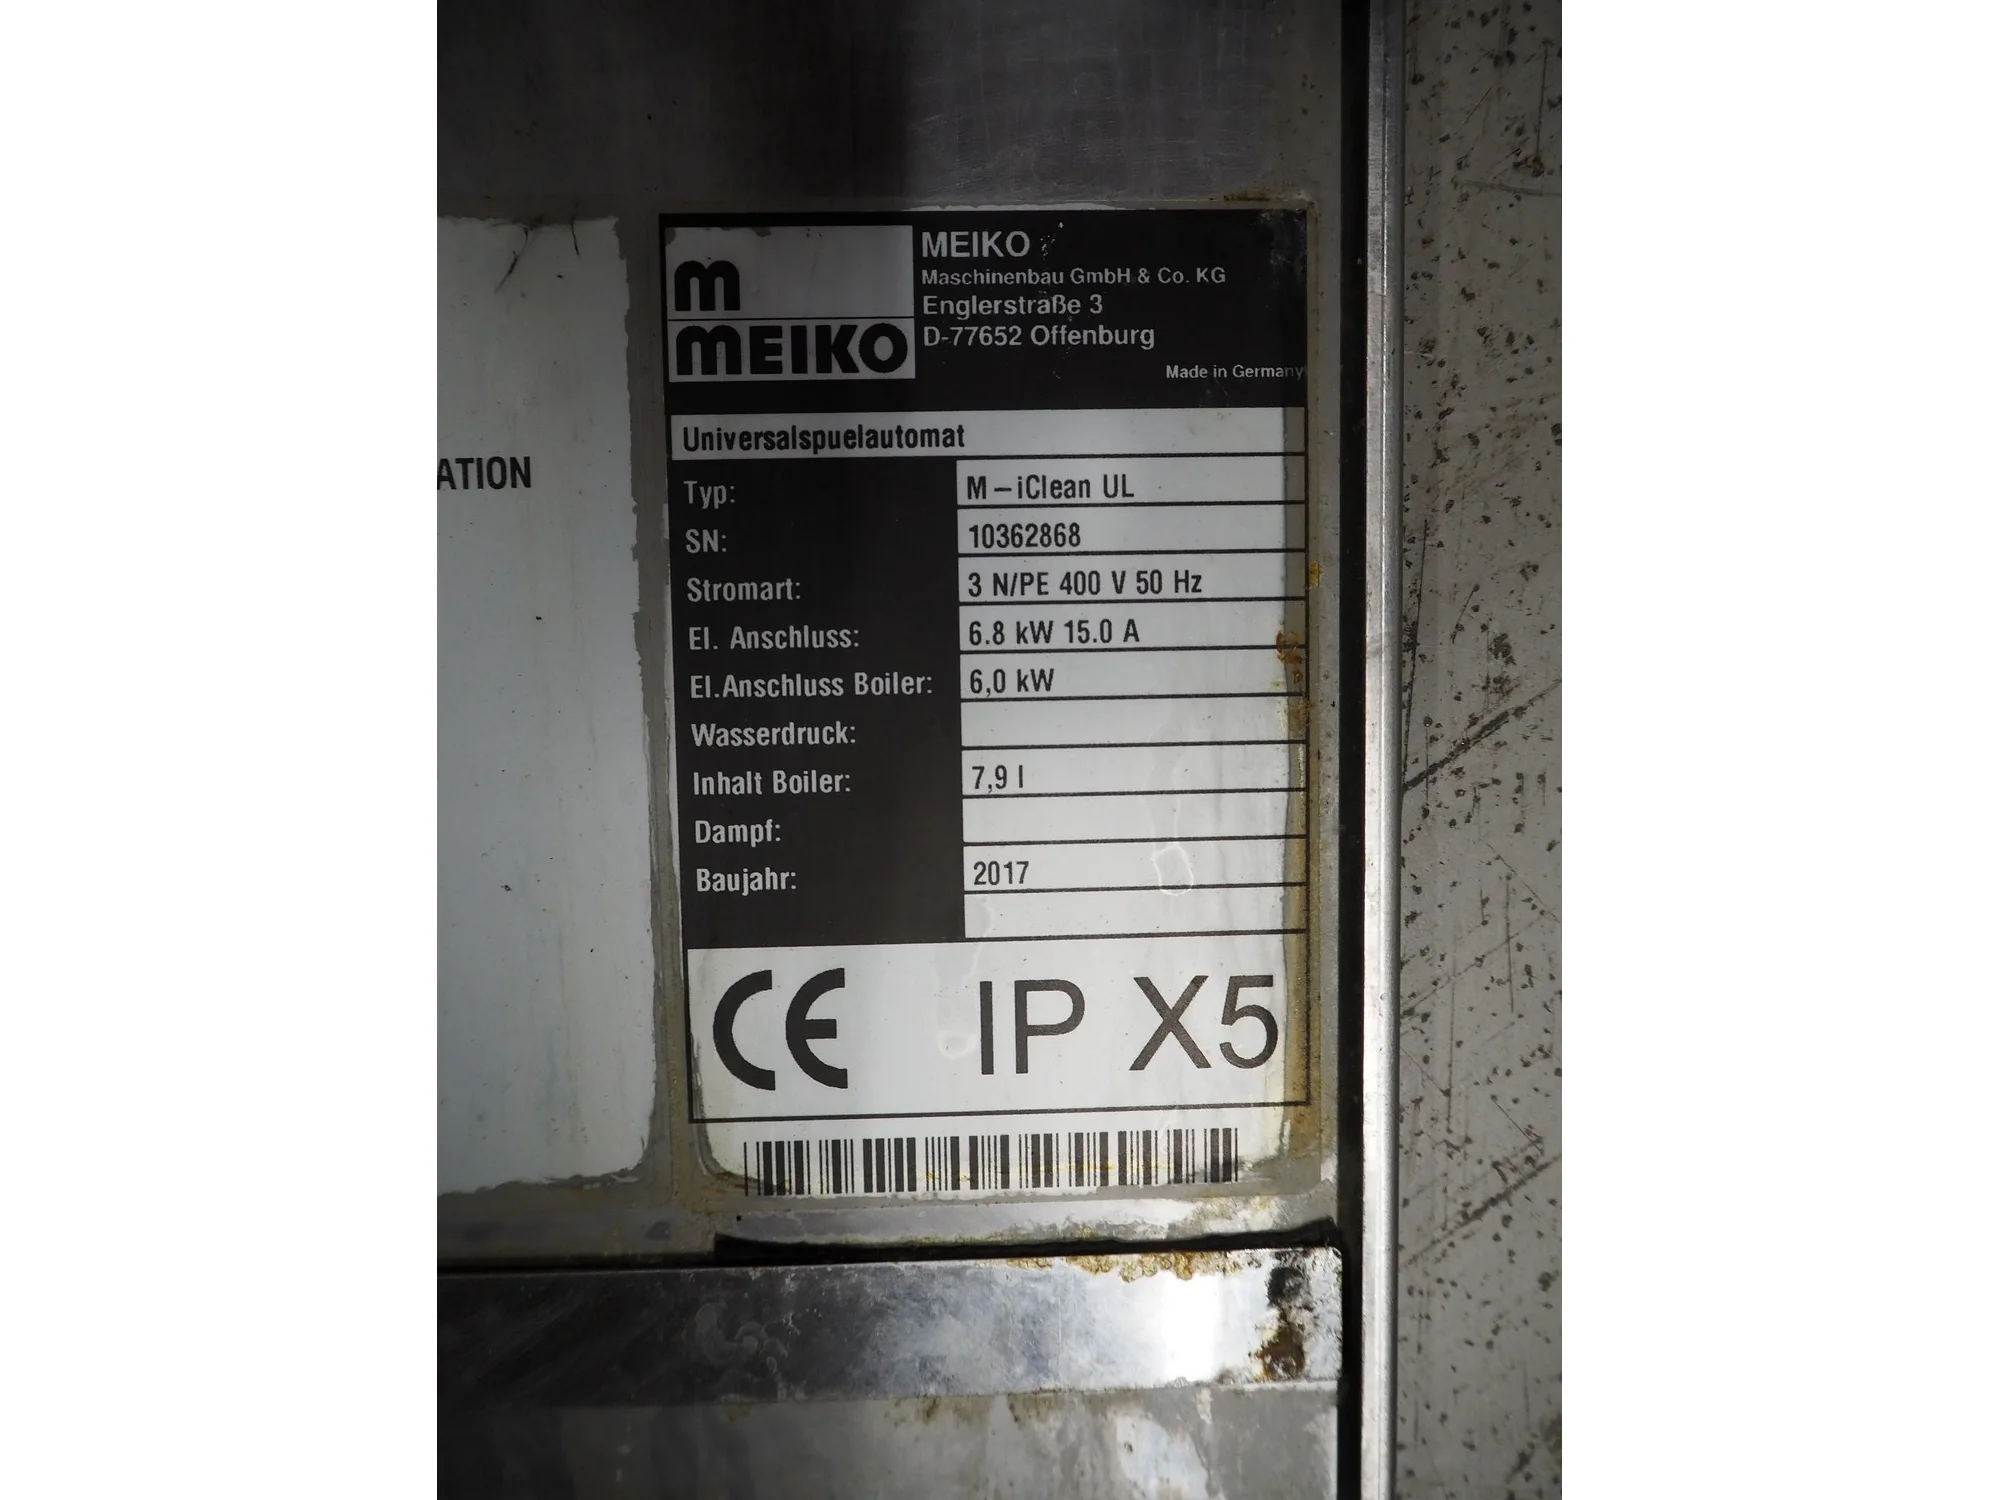 m
MEIKO
MEIKO
Maschinenbau GmbH & Co. KG
Englerstraße 3
D-77652 Offenburg
Made in Germany
Universalspuelautomat
ATION
Typ: M-iClean UL
SN: 10362868
Stromart: 3 N/PE 400 V 50 Hz
El. Anschluss: 6.8 kW 15.0 A
El.Anschluss Boiler: 6,0 kW
Wasserdruck:
Inhalt Boiler: 7,9 l
Dampf:
Baujahr: 2017
CE IP X5